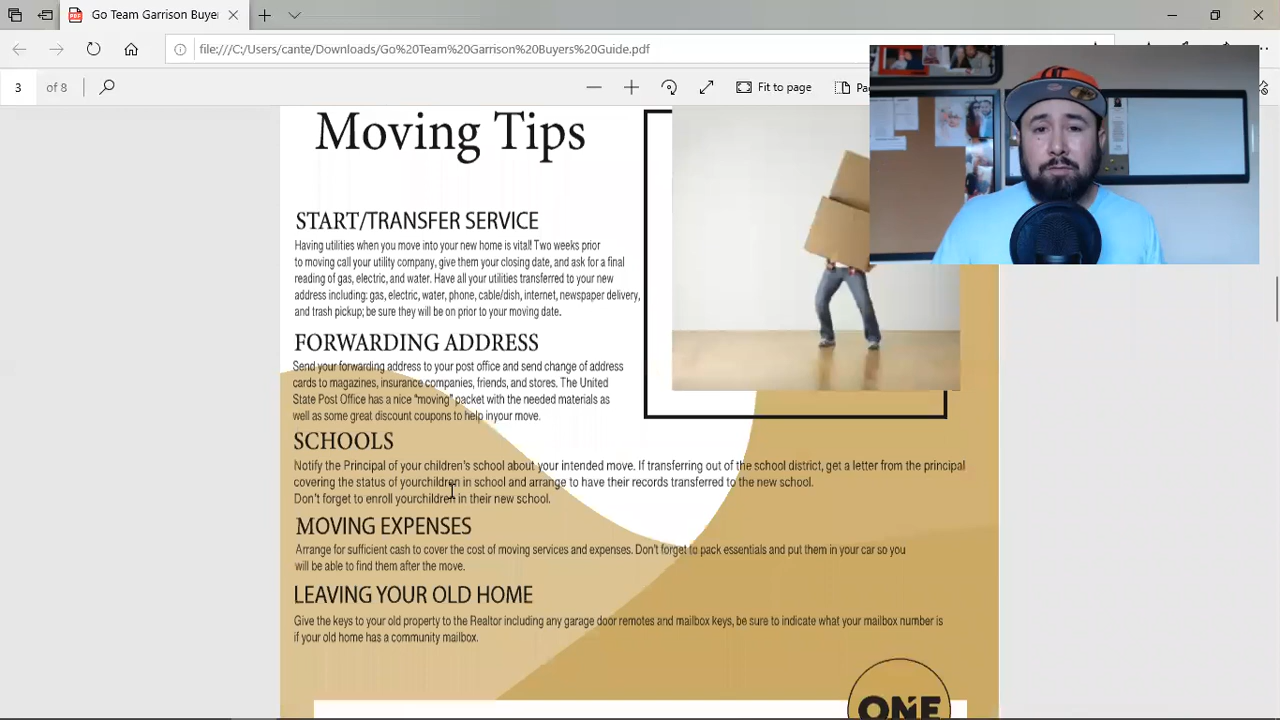 Go Team Garrison Buyer
file:///C:/Users/cante/Downloads/Go%20Team%20Garrison%20Buyers%20Guide.pdf
3 of 8
Fit to page
Moving Tips
START/TRANSFER SERVICE
Having utilities when you move into your new home is vital! Two weeks prior
to moving call your utility company, give them your closing date, and ask for a final
reading of gas, electric, and water. Have all your utilities transferred to your new
address including: gas, electric, water, phone, cable/dish, internet, newspaper delivery,
and trash pickup; be sure they will be on prior to your moving date.
FORWARDING ADDRESS
Send your forwarding address to your post office and send change of address
cards to magazines, insurance companies, friends, and stores. The United
State Post Office has a nice "moving" packet with the needed materials as
well as some great discount coupons to help inyour move.
SCHOOLS
Notify the Principal of your children's school about your intended move. If transferring out of the school district, get a letter from the principal
covering the status of yourchildren in school and arrange to have their records transferred to the new school.
Don't forget to enroll yourchildren in their new school.
MOVING EXPENSES
Arrange for sufficient cash to cover the cost of moving services and expenses. Don't forget to pack essentials and put them in your car so you
will be able to find them after the move.
LEAVING YOUR OLD HOME
Give the keys to your old property to the Realtor including any garage door remotes and mailbox keys, be sure to indicate what your mailbox number is
if your old home has a community mailbox.
ONE